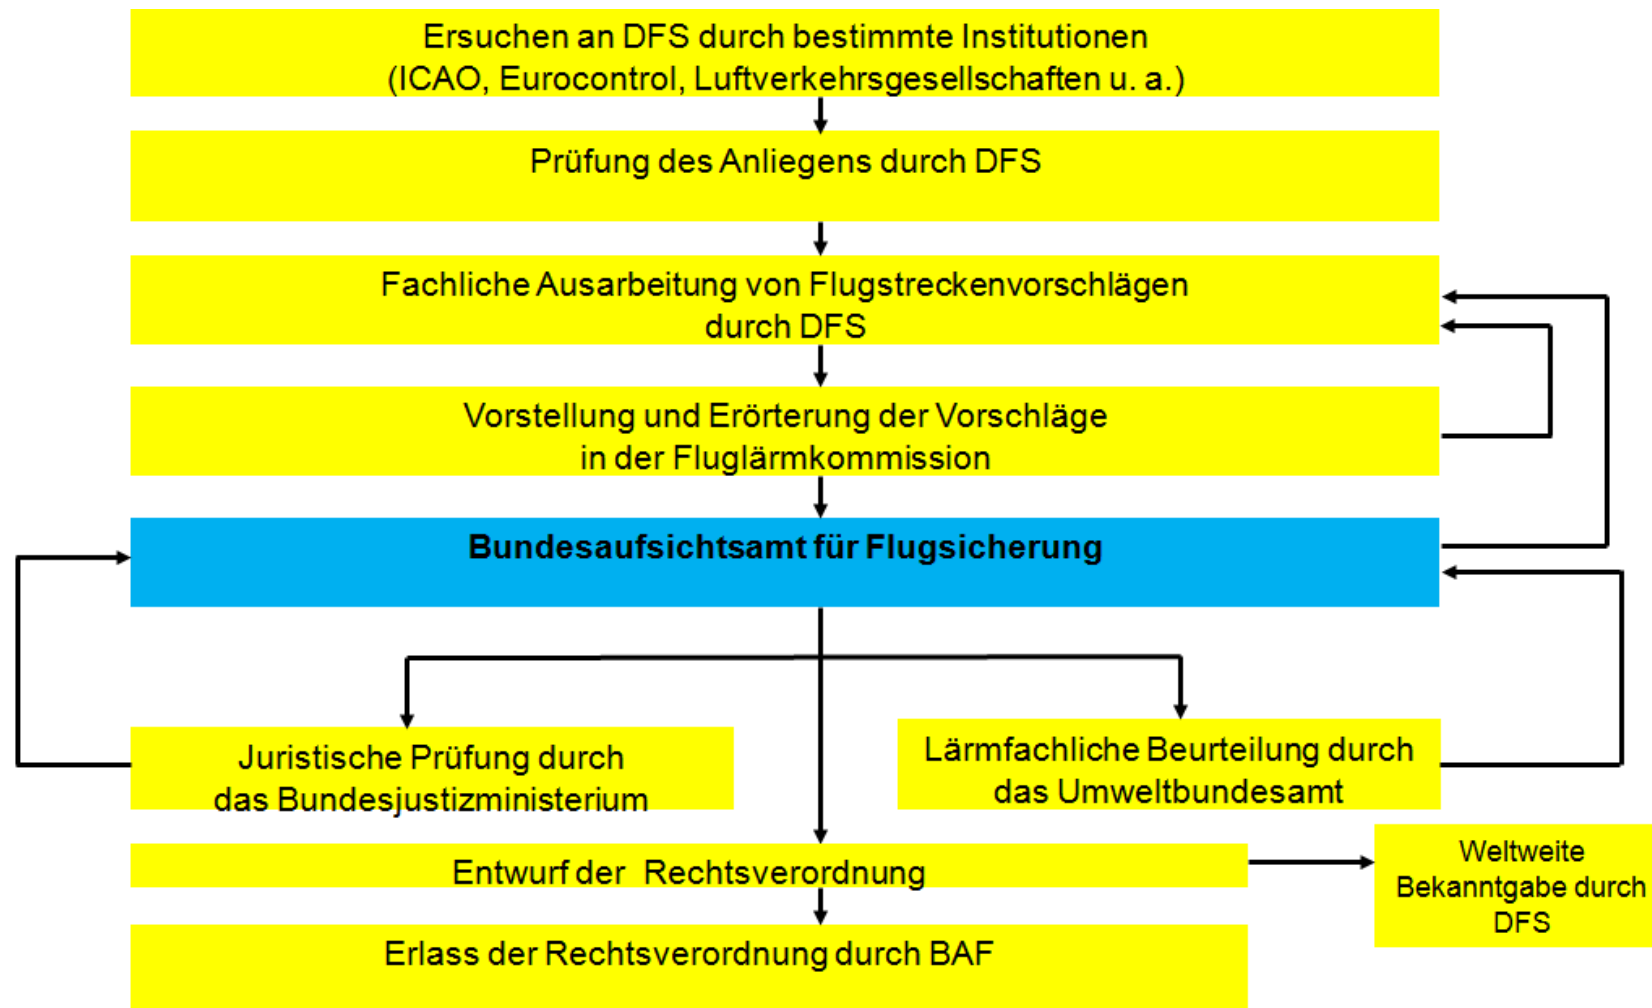 Ersuchen an DFS durch bestimmte Institutionen
(ICAO, Eurocontrol, Luftverkehrsgesellschaften u. a.)
Prüfung des Anliegens durch DFS
Fachliche Ausarbeitung von Flugstreckenvorschlägen
durch DFS
Vorstellung und Erörterung der Vorschläge
in der Fluglärmkommission
Bundesaufsichtsamt für Flugsicherung
Juristische Prüfung durch
das Bundesjustizministerium
Lärmfachliche Beurteilung durch
das Umweltbundesamt
Entwurf der Rechtsverordnung
Weltweite
Bekanntgabe durch
DFS
Erlass der Rechtsverordnung durch BAF